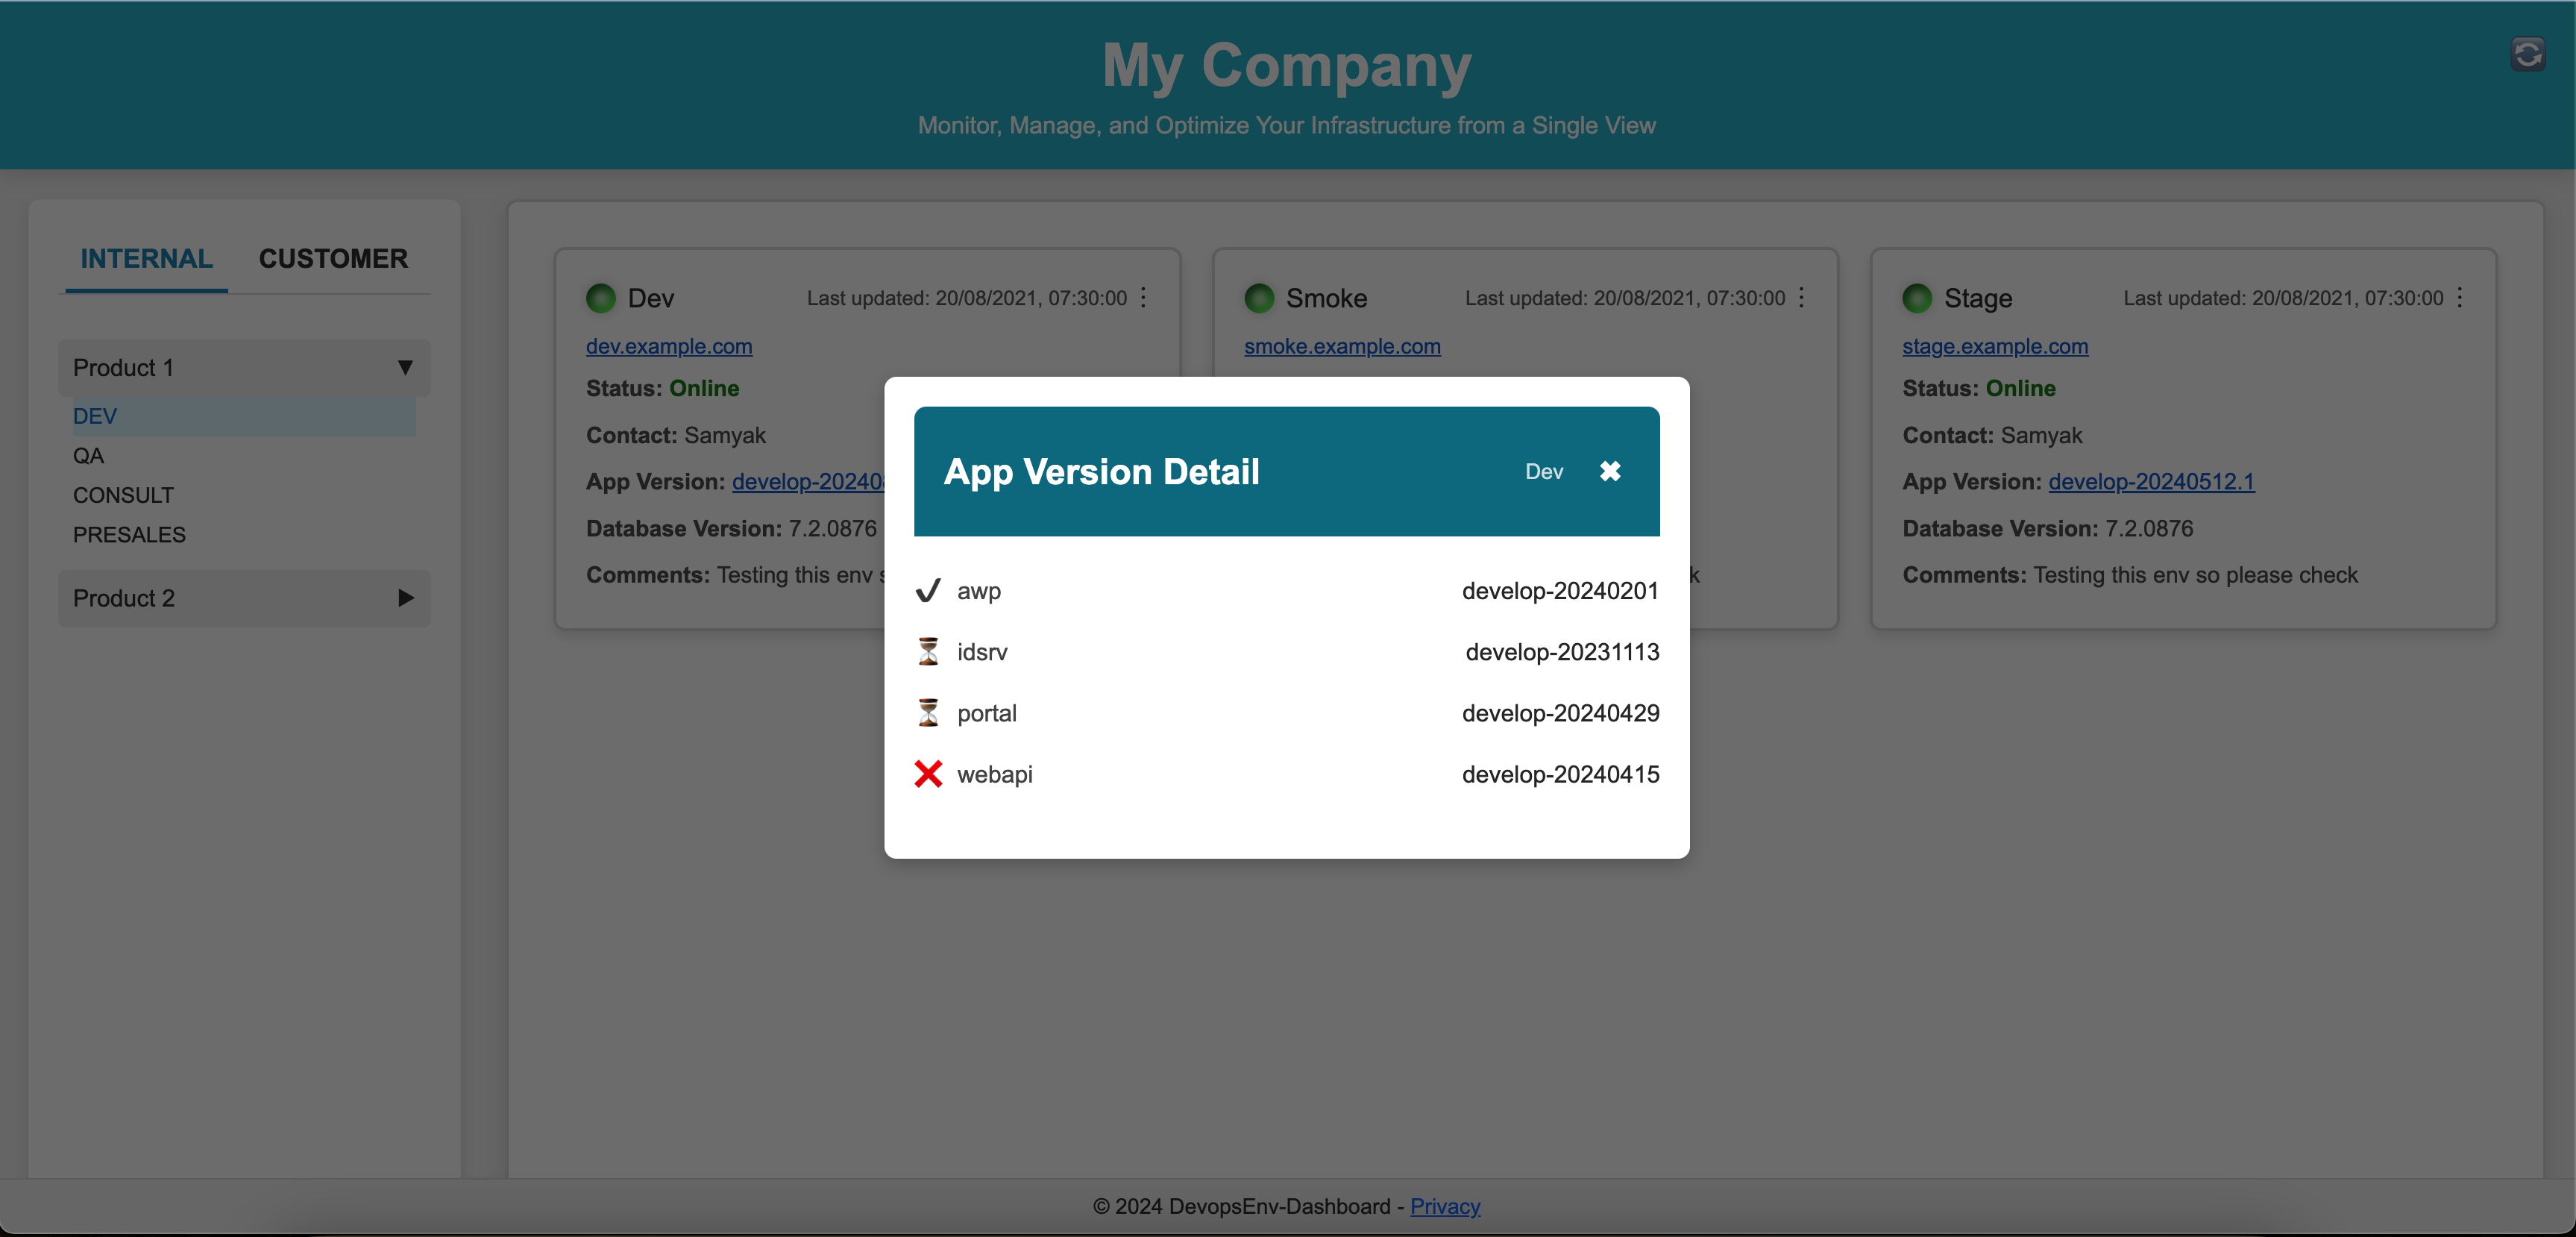 My Company
Monitor, Manage, and Optimize Your Infrastructure from a Single View
INTERNAL CUSTOMER
Product 1
DEV
QA
CONSULT
PRESALES
Product 2
Dev Last updated: 20/08/2021, 07:30:00
dev.example.com
Status: Online
Contact: Samyak
App Version: develop-20240
Database Version: 7.2.0876
Comments: Testing this env
Smoke Last updated: 20/08/2021, 07:30:00
smoke.example.com
Stage Last updated: 20/08/2021, 07:30:00
stage.example.com
Status: Online
Contact: Samyak
App Version: develop-20240512.1
Database Version: 7.2.0876
Comments: Testing this env so please check
App Version Detail Dev
awp develop-20240201
idsrv develop-20231113
portal develop-20240429
webapi develop-20240415
© 2024 DevopsEnv-Dashboard - Privacy